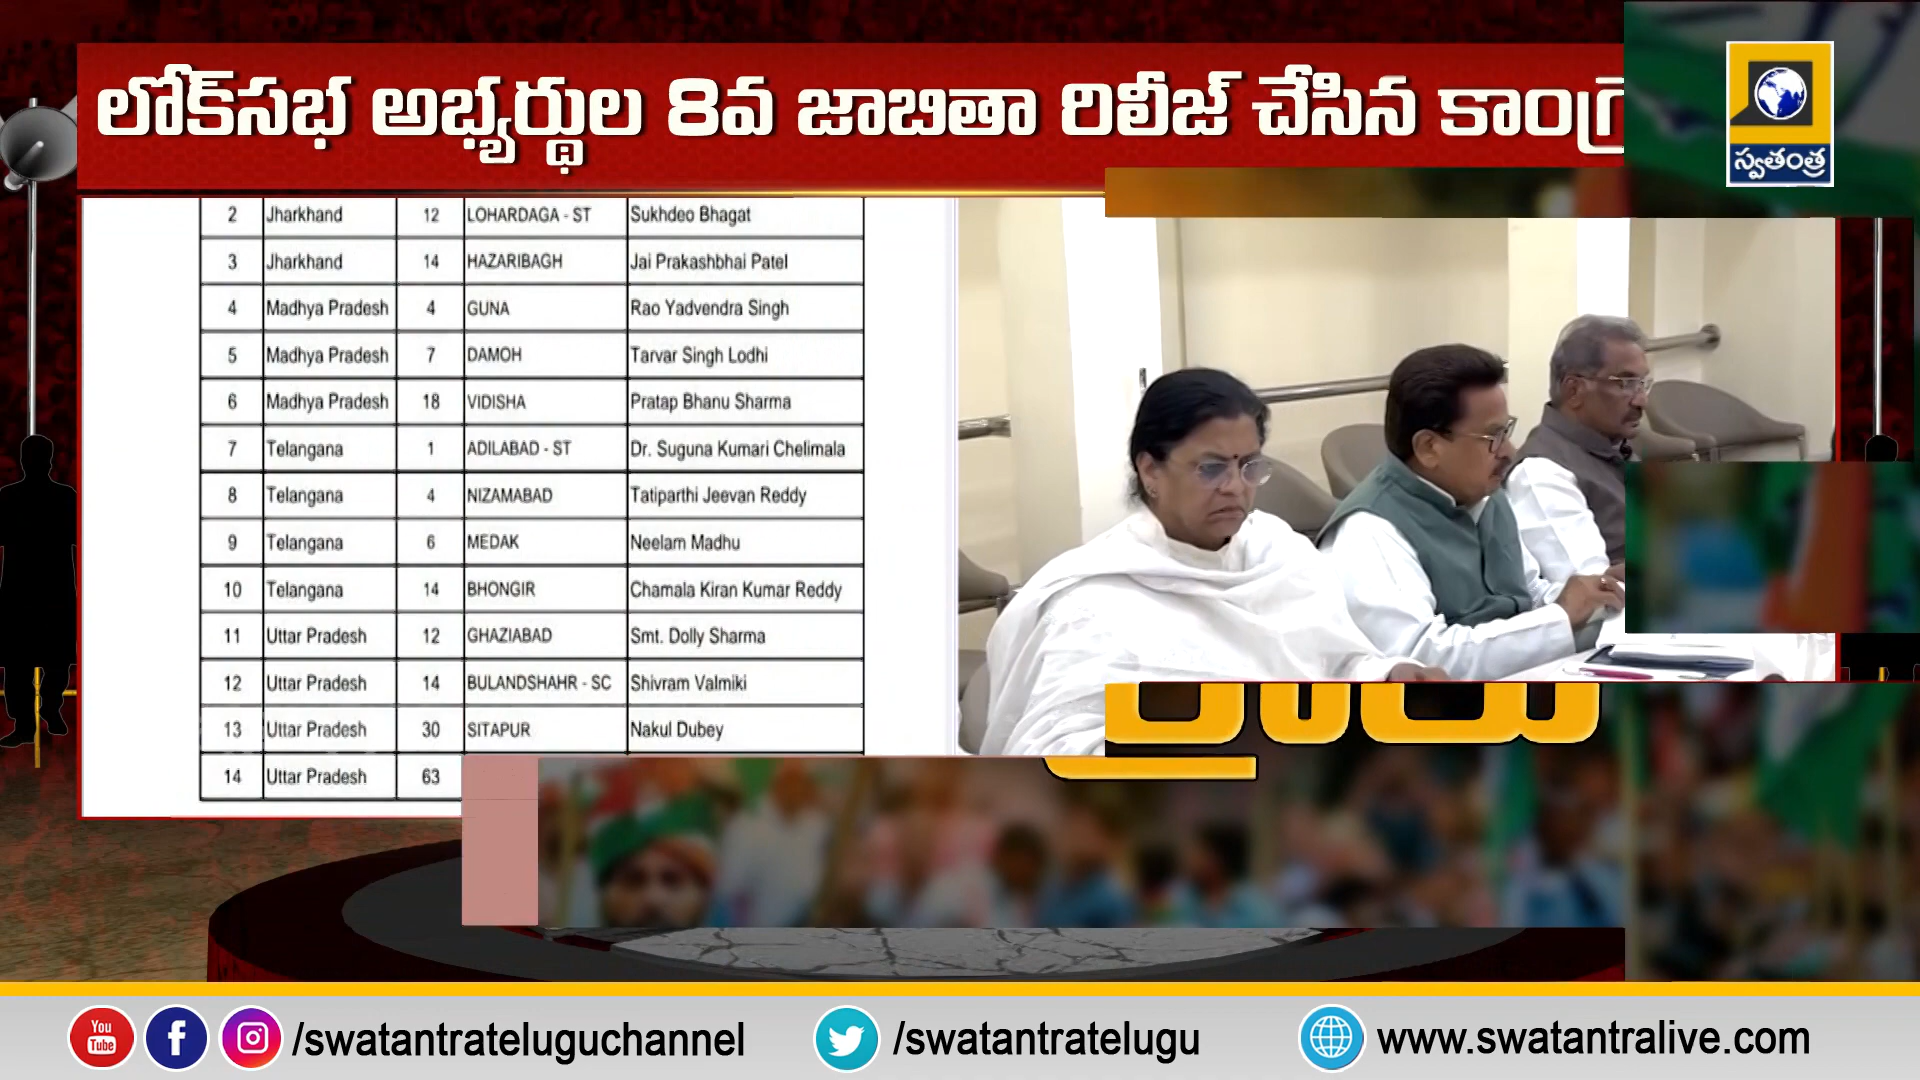 లోక్‌సభ అభ్యర్థుల 8వ జాబితా రిలీజ్ చేసిన
స్వతంత్ర
2 Jharkhand 12 LOHARDAGA - ST Sukhdeo Bhagat
3 Jharkhand 14 HAZARIBAGH Jai Prakashbhai Patel
4 Madhya Pradesh 4 GUNA Rao Yadvendra Singh
5 Madhya Pradesh 7 DAMOH Tarvar Singh Lodhi
6 Madhya Pradesh 18 VIDISHA Pratap Bhanu Sharma
7 Telangana 1 ADILABAD - ST Dr. Suguna Kumari Chelimala
8 Telangana 4 NIZAMABAD Tatiparthi Jeevan Reddy
9 Telangana 6 MEDAK Neelam Madhu
10 Telangana 14 BHONGIR Chamala Kiran Kumar Reddy
11 Uttar Pradesh 12 GHAZIABAD Smt. Dolly Sharma
12 Uttar Pradesh 14 BULANDSHAHR - SC Shivram Valmiki
13 Uttar Pradesh 30 SITAPUR Nakul Dubey
14 Uttar Pradesh 63
You Tube /swatantrateluguchannel /swatantratelugu www.swatantralive.com